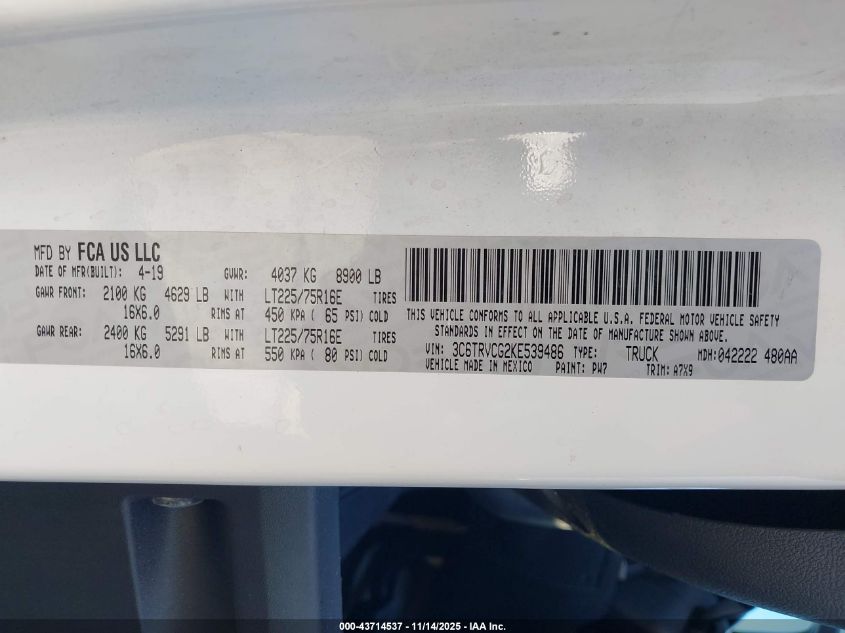 MFD BY FCA US LLC
DATE OF MFR(BUILT): 4-19 GVWR: 4037 KG 8900 LB
GAWR FRONT: 2100 KG 4629 LB WITH LT225/75R16E TIRES
16X6.0 RIMS AT 450 KPA ( 65 PSI) COLD
GAWR REAR: 2400 KG 5291 LB WITH LT225/75R16E TIRES
16X6.0 RIMS AT 550 KPA ( 80 PSI) COLD
THIS VEHICLE CONFORMS TO ALL APPLICABLE U.S.A. FEDERAL MOTOR VEHICLE SAFETY
STANDARDS IN EFFECT ON THE DATE OF MANUFACTURE SHOWN ABOVE.
VIN: 3C6TRVCG2KE539486 TYPE: TRUCK MDH: 042222 480AA
VEHICLE MADE IN MEXICO PAINT: PW7 TRIM: A7X9
000-43714537 - 11/14/2025 - IAA Inc.